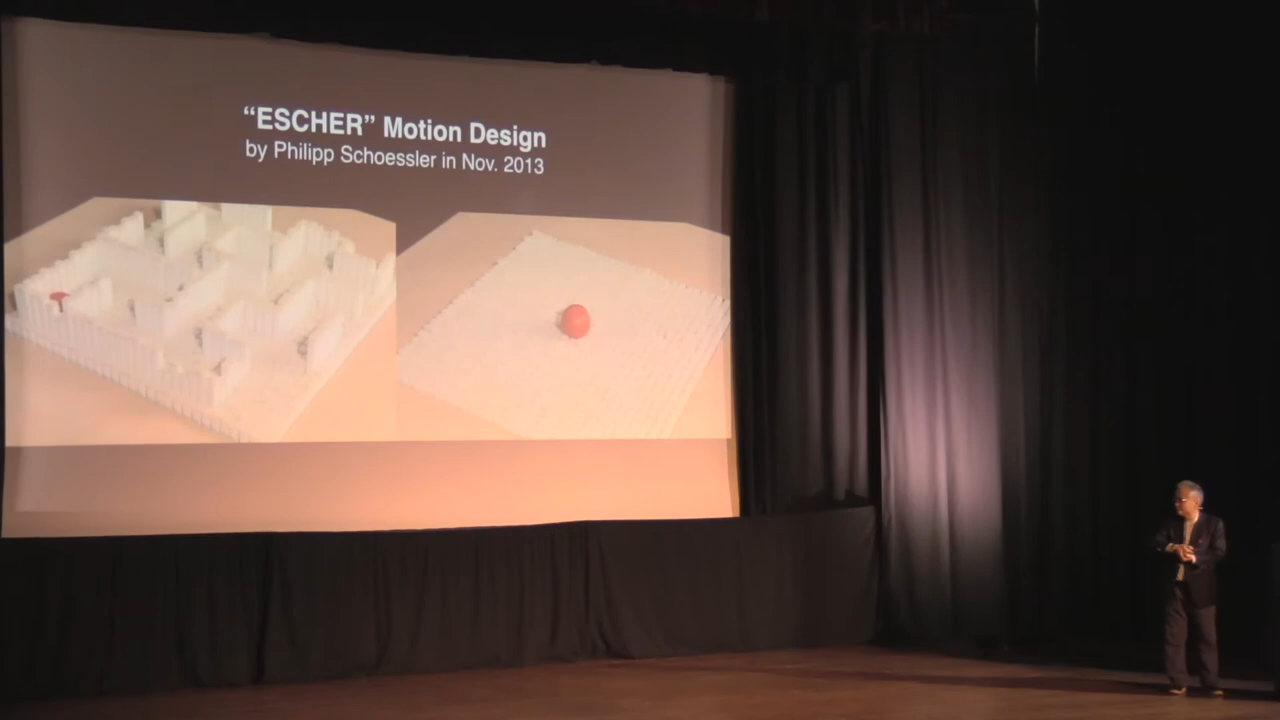 “ESCHER” Motion Design
by Philipp Schoessler in Nov. 2013